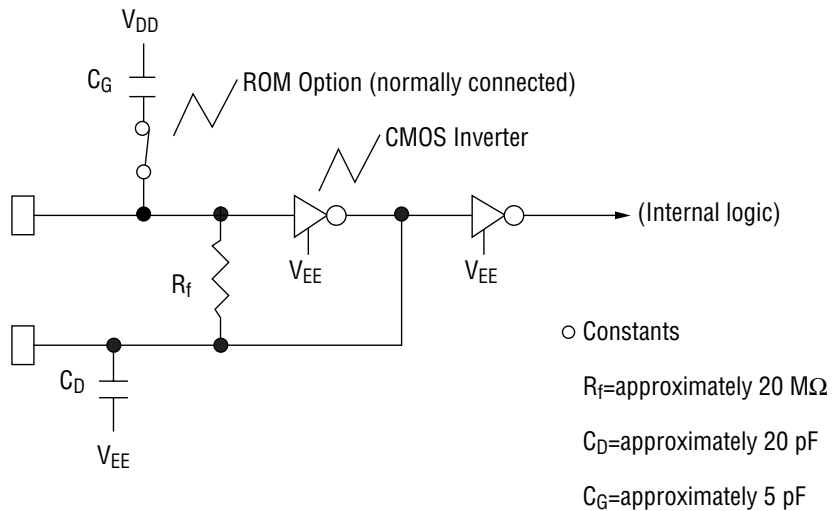 VDD
CG
ROM Option (normally connected)
CMOS Inverter
(Internal logic)
VEE
VEE
Rf
CD
VEE
○ Constants
Rf=approximately 20 MΩ
CD=approximately 20 pF
CG=approximately 5 pF